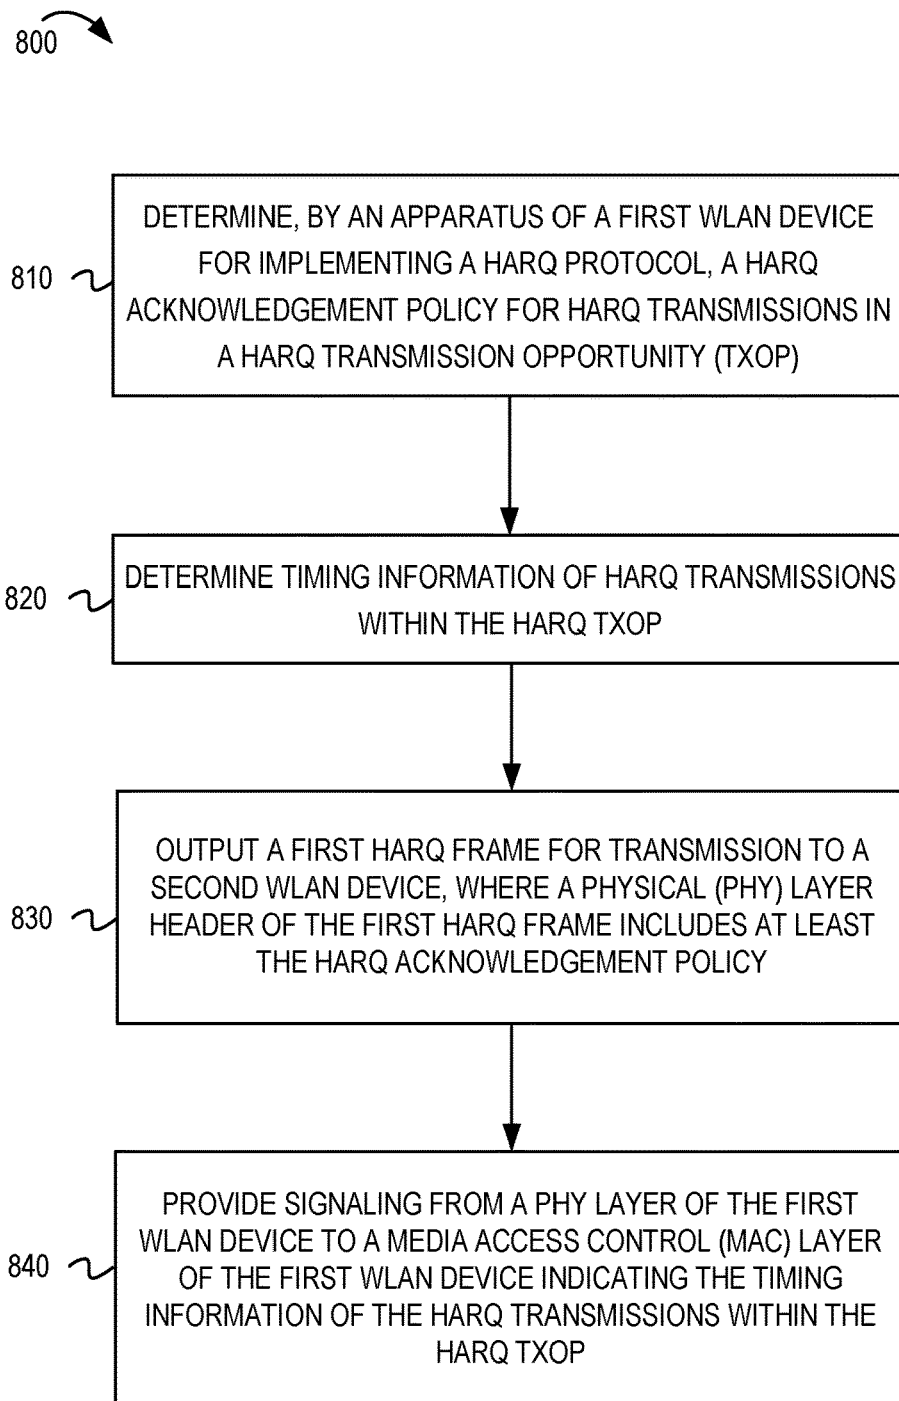 800
810
DETERMINE, BY AN APPARATUS OF A FIRST WLAN DEVICE
FOR IMPLEMENTING A HARQ PROTOCOL, A HARQ
ACKNOWLEDGEMENT POLICY FOR HARQ TRANSMISSIONS IN
A HARQ TRANSMISSION OPPORTUNITY (TXOP)
820
DETERMINE TIMING INFORMATION OF HARQ TRANSMISSIONS
WITHIN THE HARQ TXOP
830
OUTPUT A FIRST HARQ FRAME FOR TRANSMISSION TO A
SECOND WLAN DEVICE, WHERE A PHYSICAL (PHY) LAYER
HEADER OF THE FIRST HARQ FRAME INCLUDES AT LEAST
THE HARQ ACKNOWLEDGEMENT POLICY
840
PROVIDE SIGNALING FROM A PHY LAYER OF THE FIRST
WLAN DEVICE TO A MEDIA ACCESS CONTROL (MAC) LAYER
OF THE FIRST WLAN DEVICE INDICATING THE TIMING
INFORMATION OF THE HARQ TRANSMISSIONS WITHIN THE
HARQ TXOP